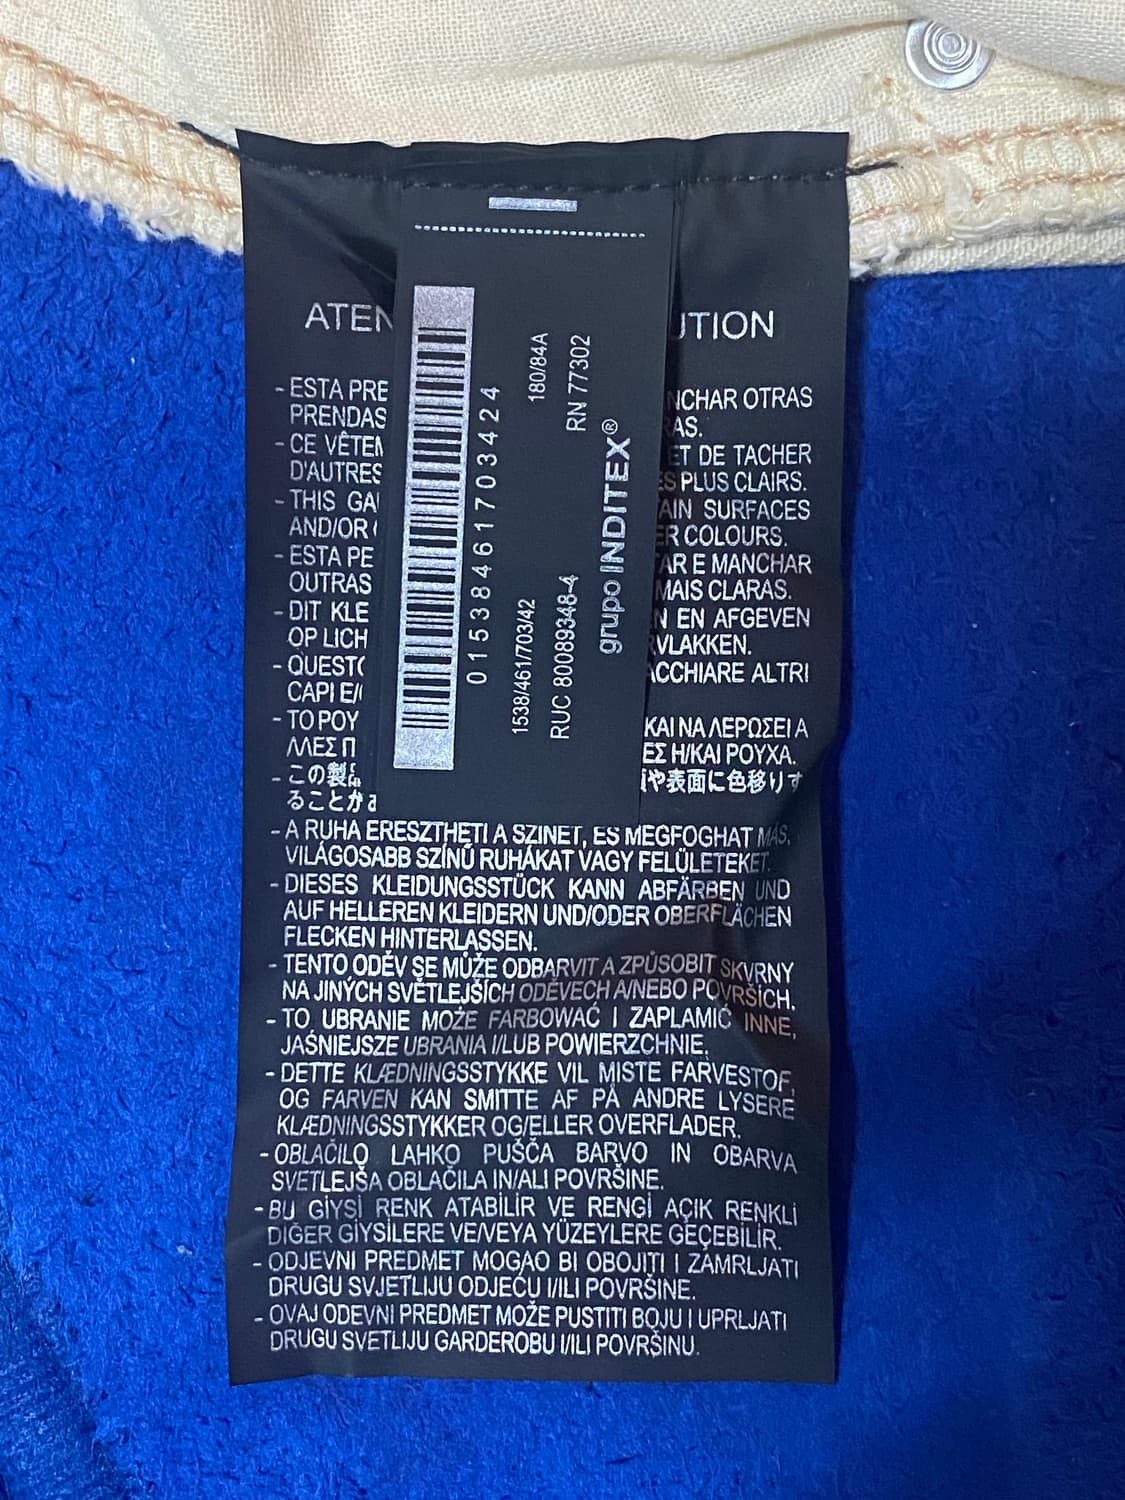 ATEN UTION
- ESTA PRE NCHAR OTRAS
PRENDAS AS.
- CE VÊTEM ET DE TACHER
D'AUTRES ES PLUS CLAIRS.
- THIS GA AIN SURFACES
AND/OR ER COLOURS.
- ESTA PE AR E MANCHAR
OUTRAS MAIS CLARAS.
- DIT KLE N EN AFGEVEN
OP LICH RVLAKKEN.
- QUESTO ACCHIARE ALTRI
CAPI E/
- ΤΟ ΡΟΥ ΚΑΙ ΝΑ ΛΕΡΩΣΕΙ Α
ΛΛΕΣ Π ΕΣ Η/ΚΑΙ ΡΟΥΧΑ.
- この製品 や表面に色移りす
ることがあ
- A RUHA ERESZTHETI A SZÍNÉT, ÉS MEGFOGHAT MÁS,
VILÁGOSABB SZÍNŰ RUHÁKAT VAGY FELÜLETEKET.
- DIESES KLEIDUNGSSTÜCK KANN ABFÄRBEN UND
AUF HELLEREN KLEIDERN UND/ODER OBERFLÄCHEN
FLECKEN HINTERLASSEN.
- TENTO ODĚV SE MŮŽE ODBARVIT A ZPŮSOBIT SKVRNY
NA JINÝCH SVĚTLEJŠÍCH ODĚVECH A/NEBO POVRŠÍCH.
- TO UBRANIE MOŻE FARBOWAĆ I ZAPLAMIĆ INNE,
JAŚNIEJSZE UBRANIA I/LUB POWIERZCHNIE.
- DETTE KLÆDNINGSSTYKKE VIL MISTE FARVESTOF,
OG FARVEN KAN SMITTE AF PÅ ANDRE LYSERE
KLÆDNINGSSTYKKER OG/ELLER OVERFLADER.
- OBLAČILO LAHKO PUŠČA BARVO IN OBARVA
SVETLEJŠA OBLAČILA IN/ALI POVRŠINE.
- BU GİYSİ RENK ATABİLİR VE RENGİ AÇIK RENKLİ
DİĞER GİYSİLERE VE/VEYA YÜZEYLERE GEÇEBİLİR.
- ODJEVNI PREDMET MOGAO BI OBOJITI I ZAMRLJATI
DRUGU SVJETLIJU ODJEĆU I/ILI POVRŠINE.
- OVAJ ODEVNI PREDMET MOŽE PUSTITI BOJU I UPRLJATI
DRUGU SVETLIJU GARDEROBU I/ILI POVRŠINU.
01538461703424
1538/461/703/42 180/84A
RUC 80089348-4 RN 77302
grupo INDITEX®